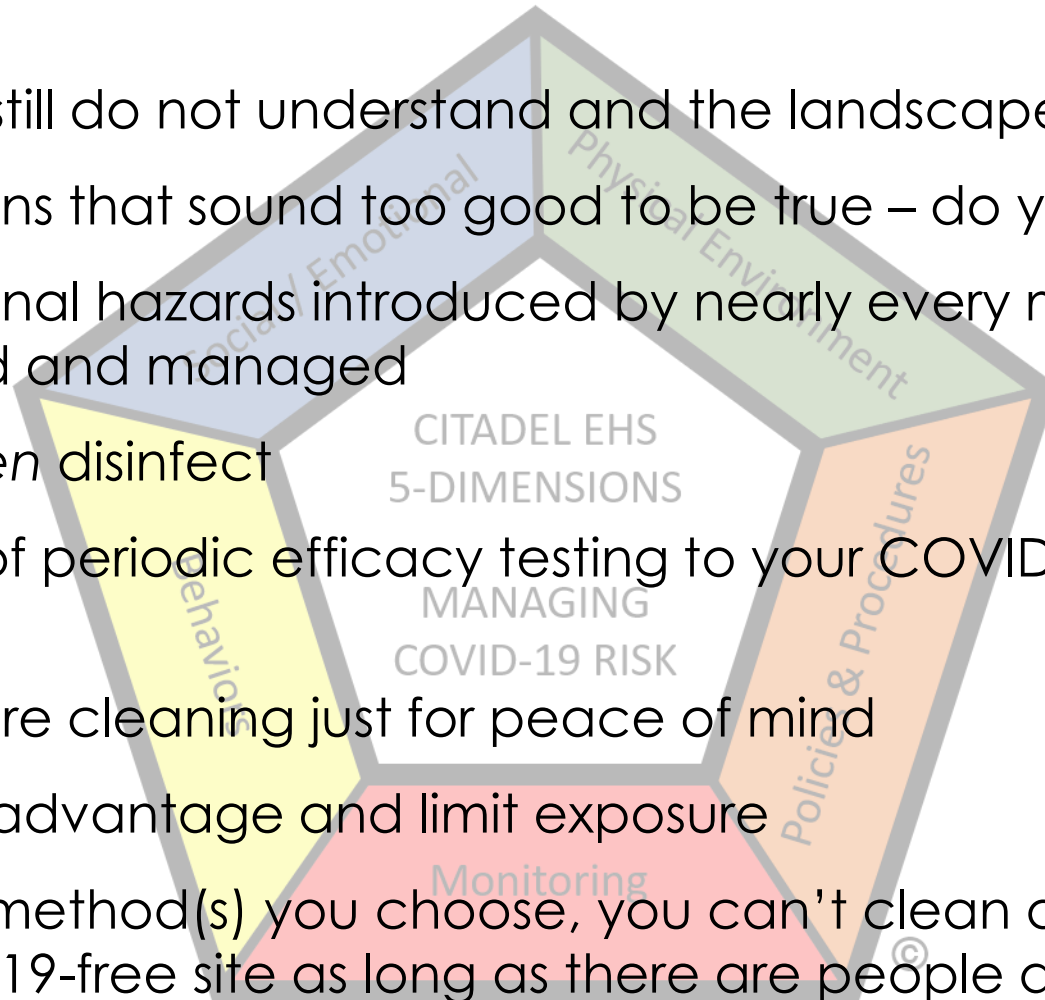 still do not understand and the landscape
ns that sound too good to be true – do y
nal hazards introduced by nearly every
d and managed
en disinfect
of periodic efficacy testing to your COVID
re cleaning just for peace of mind
advantage and limit exposure
method(s) you choose, you can't clean
19-free site as long as there are people
Social / Emotional
Physical Environment
CITADEL EHS
5-DIMENSIONS
MANAGING
COVID-19 RISK
Behaviors
Policies & Procedures
Monitoring
©